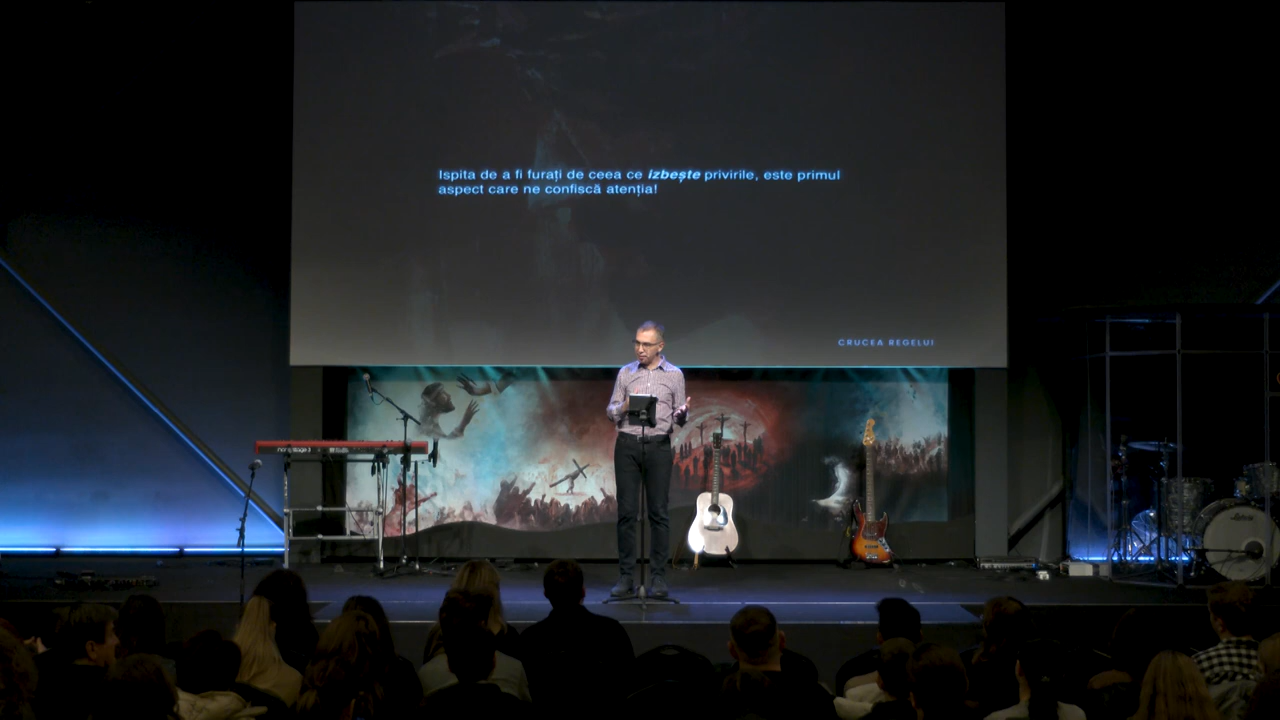 Ispita de a fi furați de ceea ce izbește privirile, este primul
aspect care ne confiscă atenția!
CRUCEA REGELUI